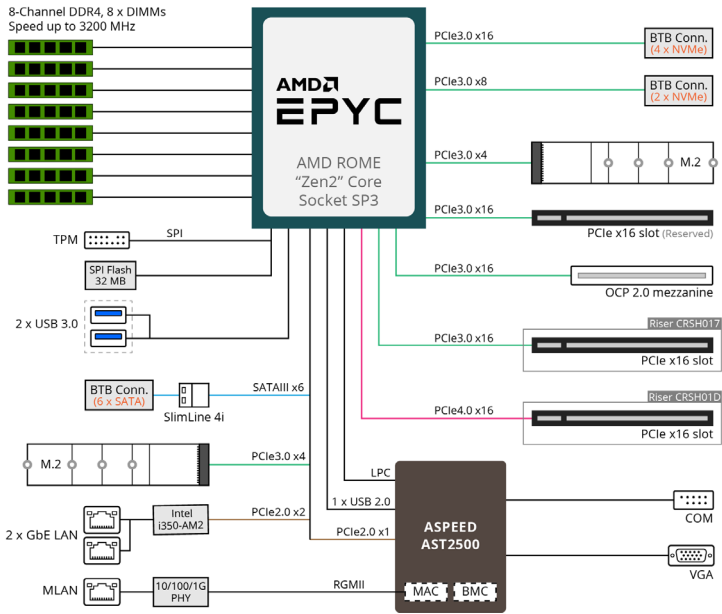 8-Channel DDR4, 8 x DIMMs
Speed up to 3200 MHz
AMD
EPYC
AMD ROME
“Zen2” Core
Socket SP3
PCIe3.0 x16
BTB Conn.
(4 x NVMe)
PCIe3.0 x8
BTB Conn.
(2 x NVMe)
PCIe3.0 x4
M.2
PCIe3.0 x16
PCIe x16 slot (Reserved)
TPM
SPI
SPI Flash
32 MB
PCIe3.0 x16
OCP 2.0 mezzanine
2 x USB 3.0
Riser CRSH017
PCIe3.0 x16
PCIe x16 slot
BTB Conn.
(6 x SATA)
SlimLine 4i
SATAIII x6
Riser CRSH01D
PCIe4.0 x16
PCIe x16 slot
M.2
PCIe3.0 x4
LPC
1 x USB 2.0
2 x GbE LAN
Intel
i350-AM2
PCIe2.0 x2
PCIe2.0 x1
ASPEED
AST2500
COM
VGA
MLAN
10/100/1G
PHY
RGMII
MAC
BMC